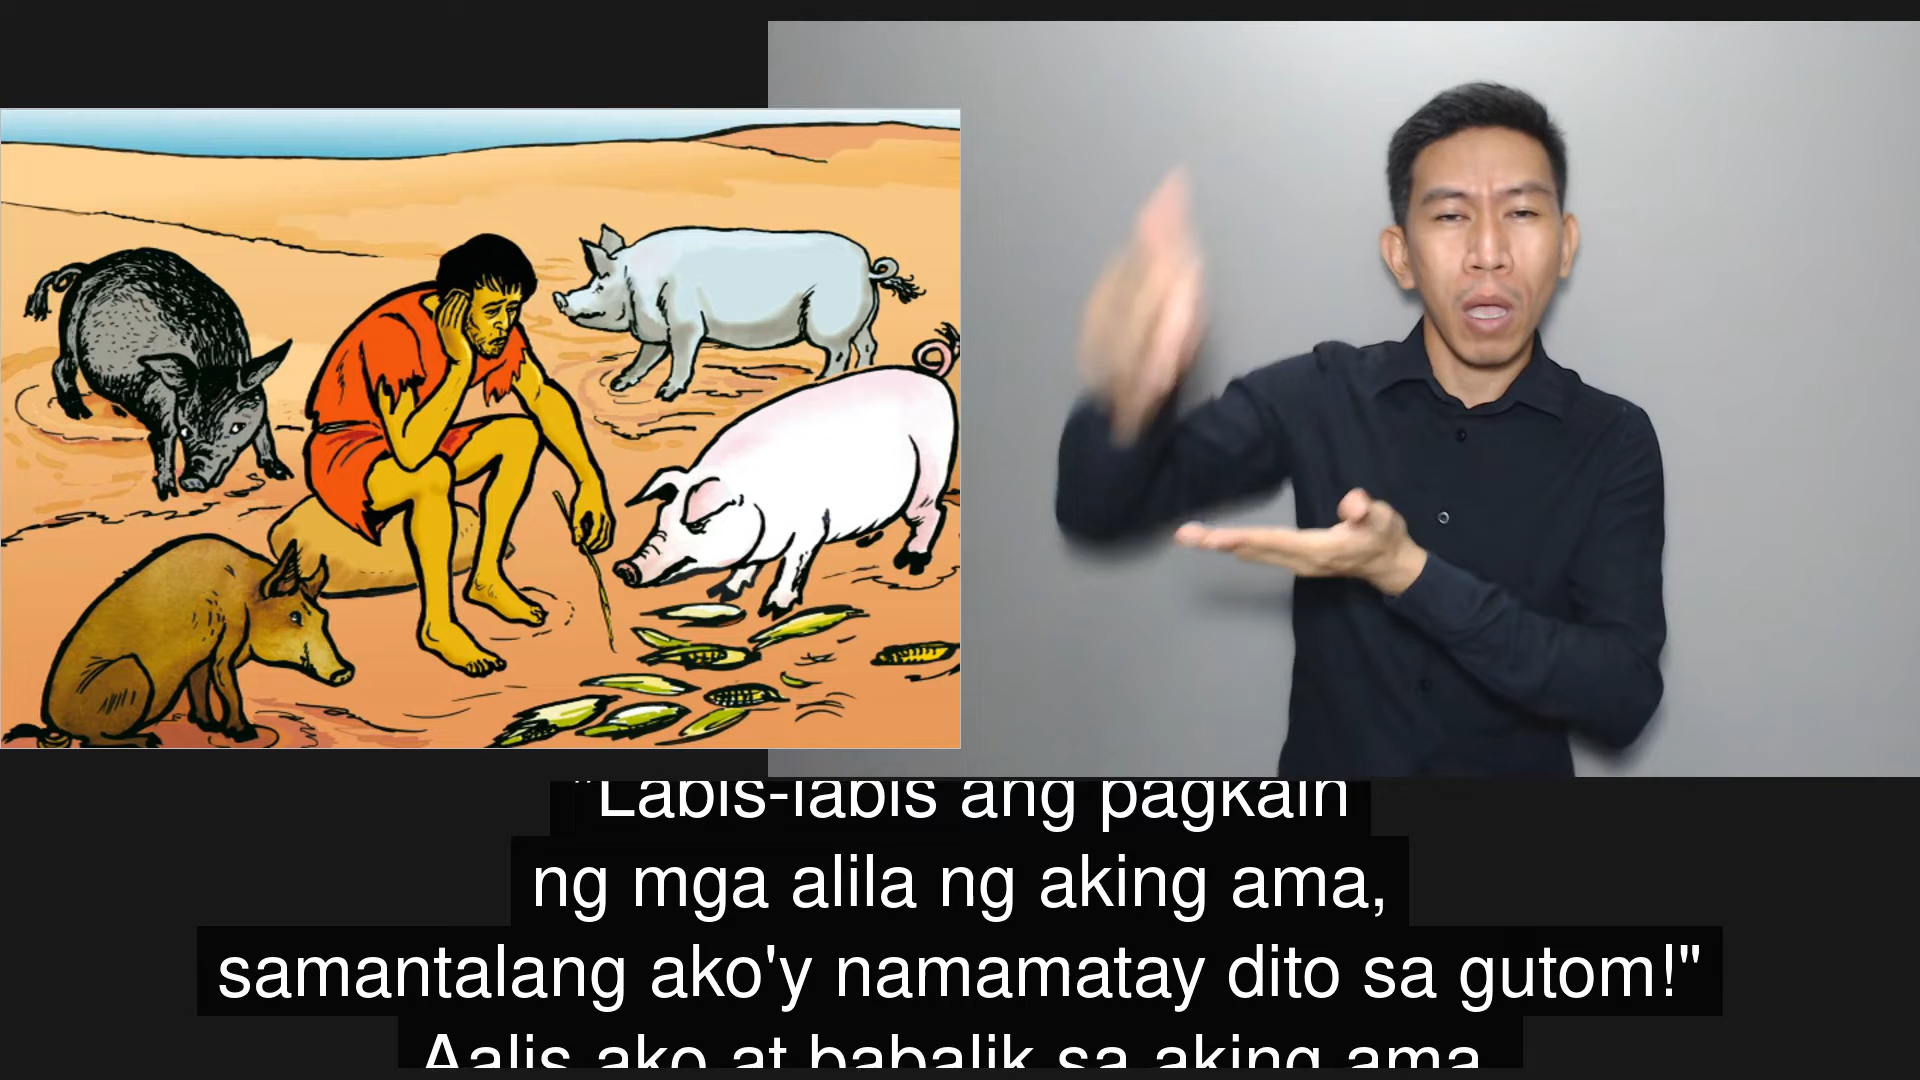 "Labis-labis ang pagkain
ng mga alila ng aking ama,
samantalang ako'y namamatay dito sa gutom!"
Aalis ako at babalik sa aking ama